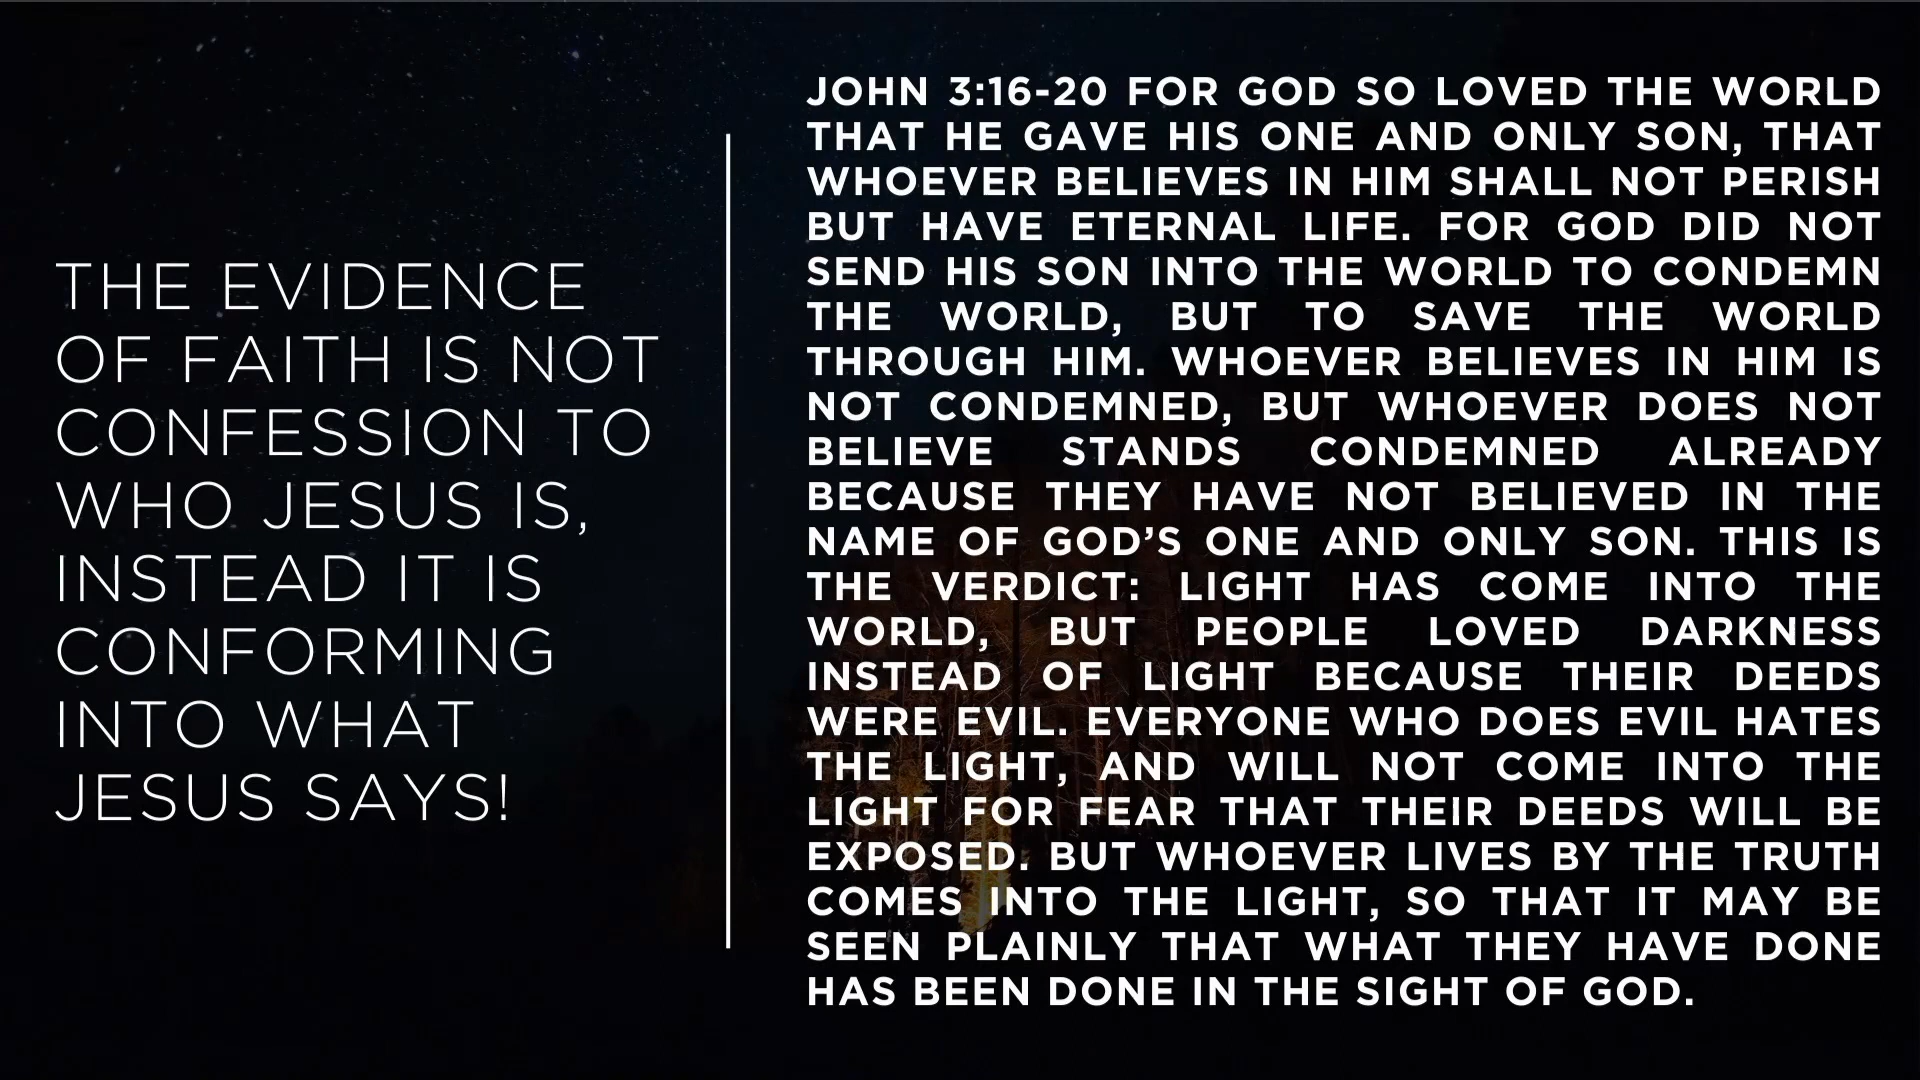 THE EVIDENCE
OF FAITH IS NOT
CONFESSION TO
WHO JESUS IS,
INSTEAD IT IS
CONFORMING
INTO WHAT
JESUS SAYS!
JOHN 3:16-20 FOR GOD SO LOVED THE WORLD
THAT HE GAVE HIS ONE AND ONLY SON, THAT
WHOEVER BELIEVES IN HIM SHALL NOT PERISH
BUT HAVE ETERNAL LIFE. FOR GOD DID NOT
SEND HIS SON INTO THE WORLD TO CONDEMN
THE WORLD, BUT TO SAVE THE WORLD
THROUGH HIM. WHOEVER BELIEVES IN HIM IS
NOT CONDEMNED, BUT WHOEVER DOES NOT
BELIEVE STANDS CONDEMNED ALREADY
BECAUSE THEY HAVE NOT BELIEVED IN THE
NAME OF GOD’S ONE AND ONLY SON. THIS IS
THE VERDICT: LIGHT HAS COME INTO THE
WORLD, BUT PEOPLE LOVED DARKNESS
INSTEAD OF LIGHT BECAUSE THEIR DEEDS
WERE EVIL. EVERYONE WHO DOES EVIL HATES
THE LIGHT, AND WILL NOT COME INTO THE
LIGHT FOR FEAR THAT THEIR DEEDS WILL BE
EXPOSED. BUT WHOEVER LIVES BY THE TRUTH
COMES INTO THE LIGHT, SO THAT IT MAY BE
SEEN PLAINLY THAT WHAT THEY HAVE DONE
HAS BEEN DONE IN THE SIGHT OF GOD.